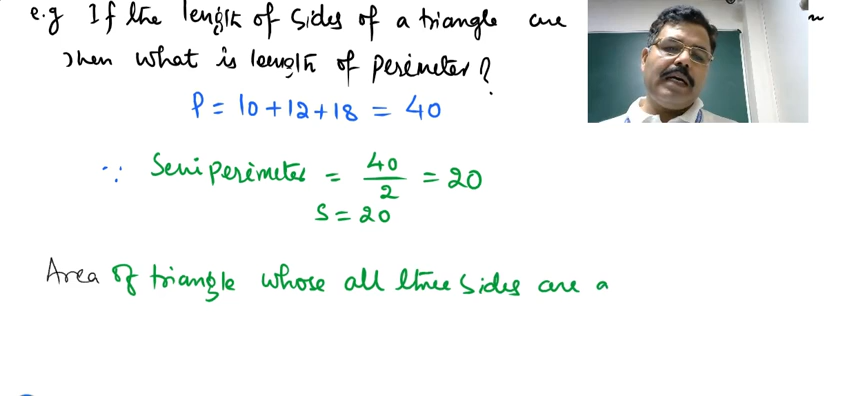 e.g If the length of sides of a triangle are
Then what is length of perimeter?
P = 10+12+18 = 40
∵ Semiperimeter = 40/2 = 20
S = 20
Area of triangle whose all three sides are a